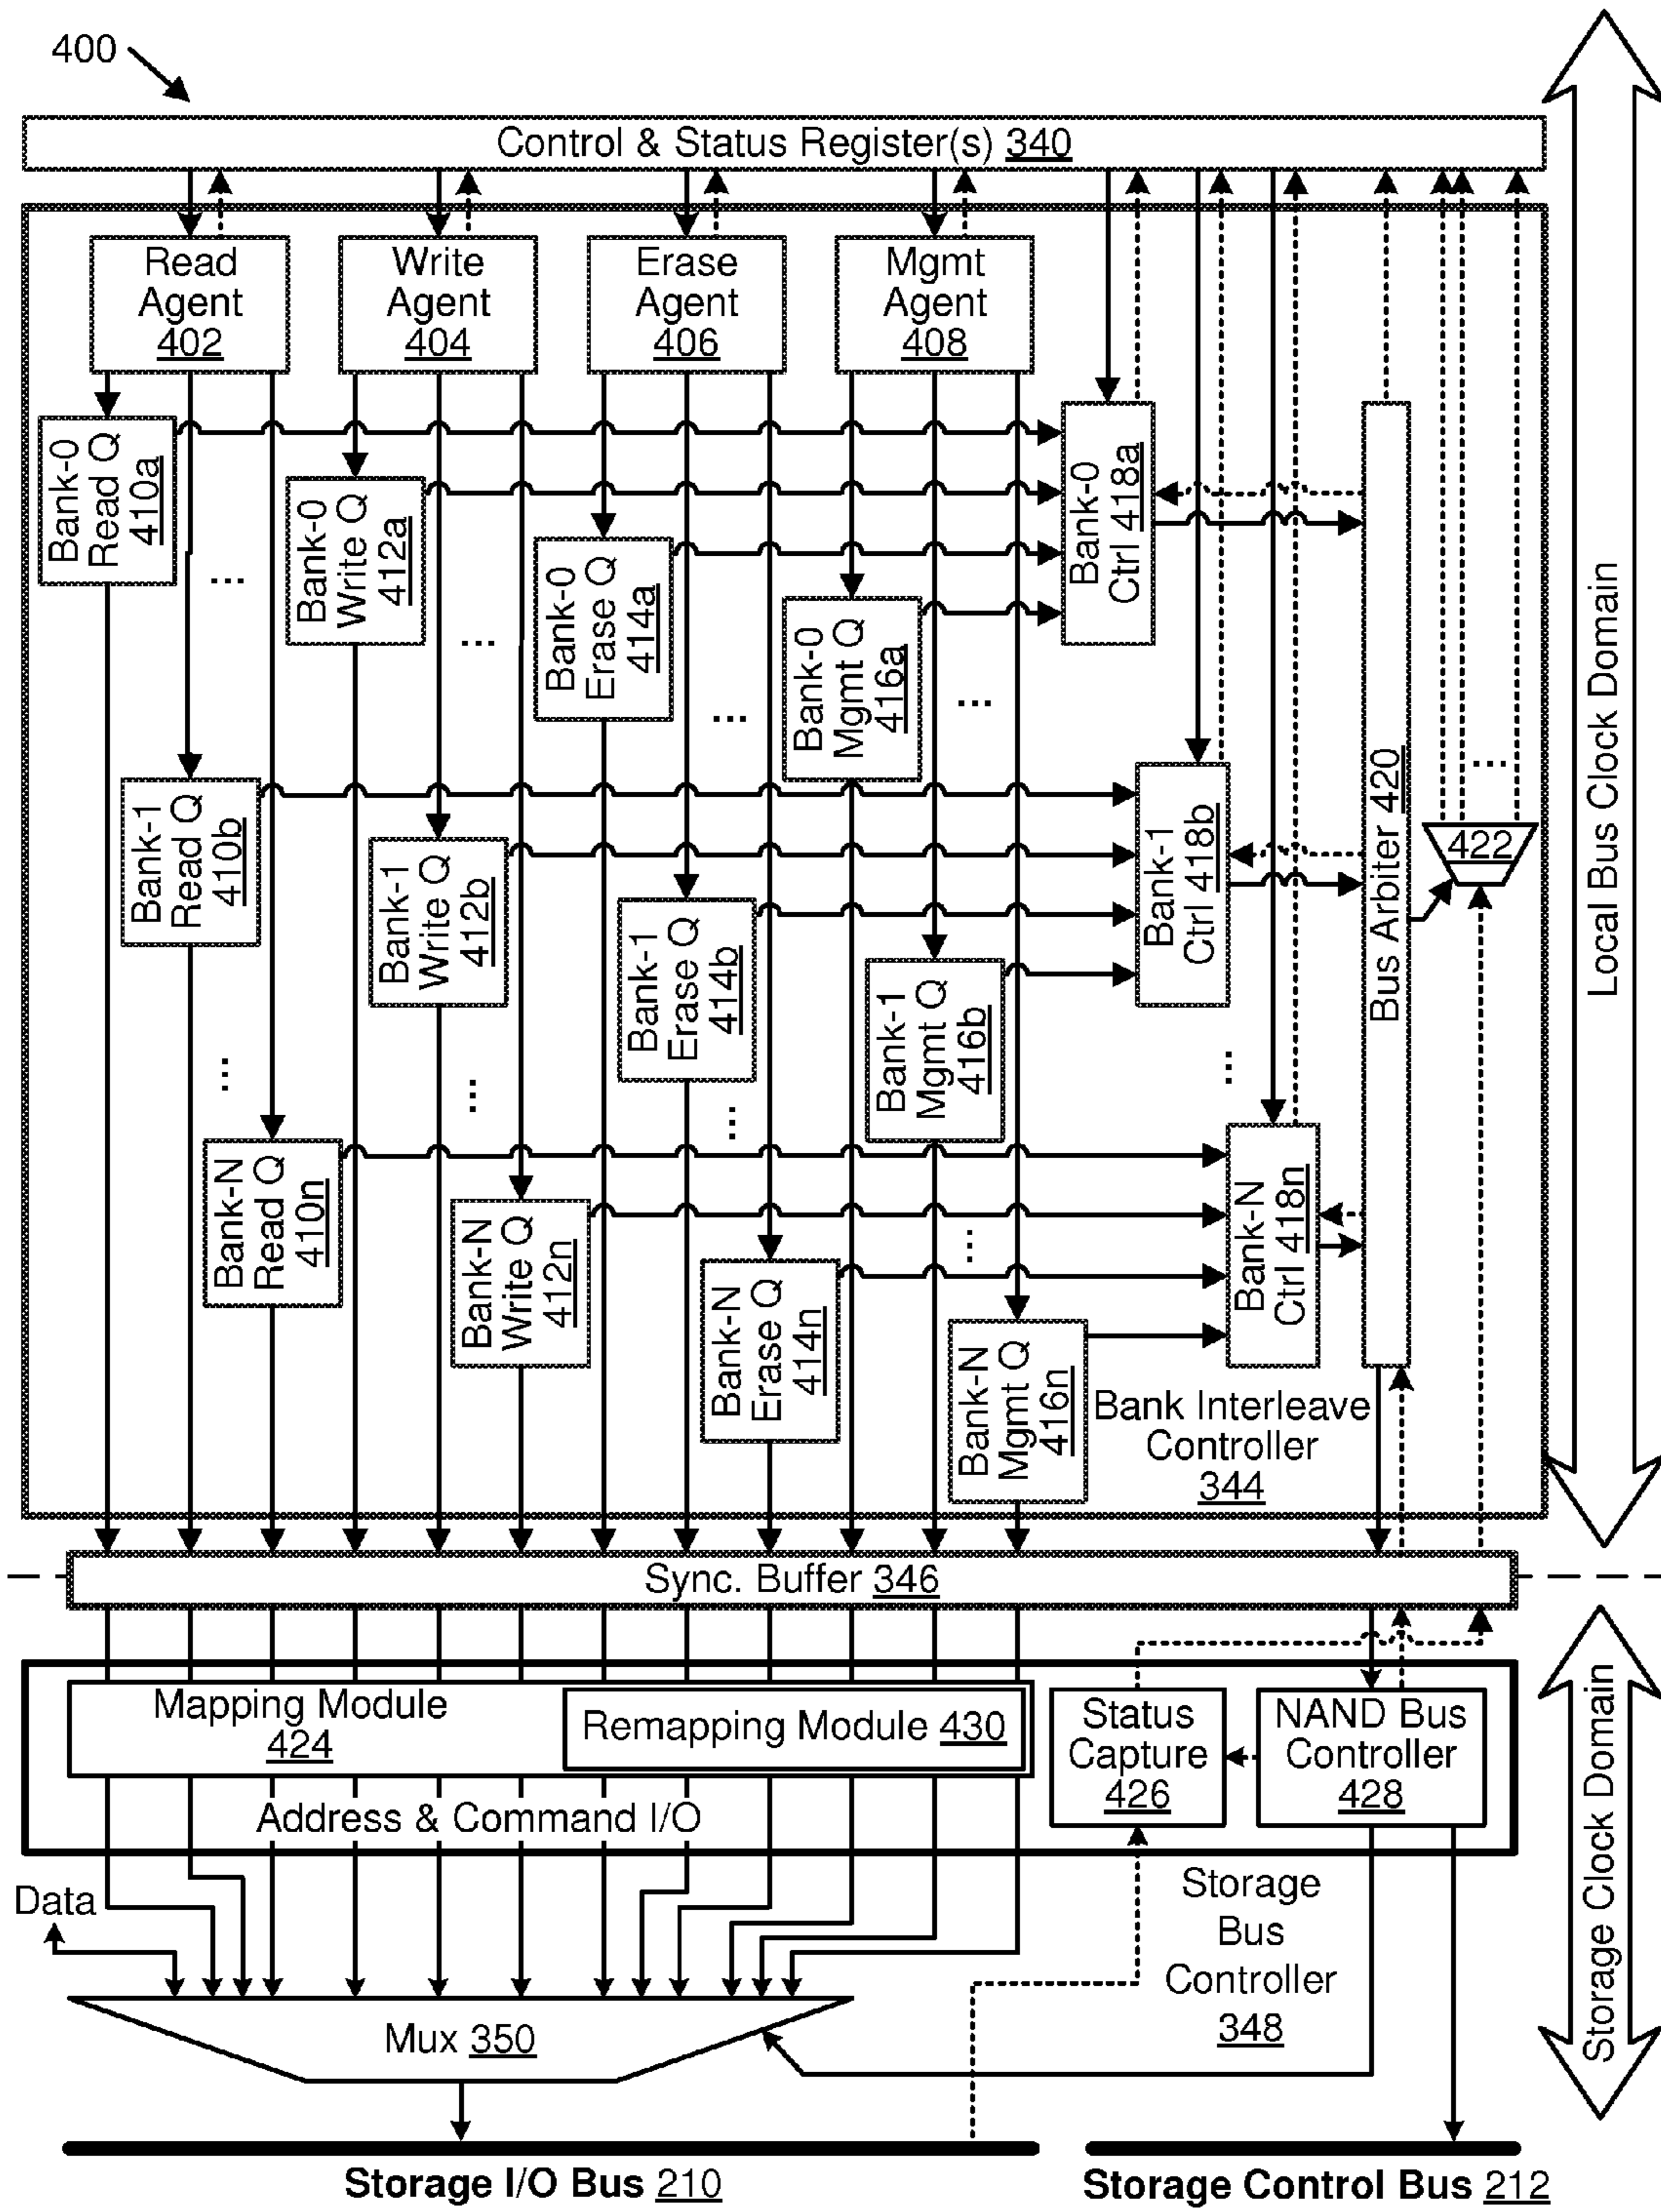 400
Control & Status Register(s) 340
Read
Agent
402
Write
Agent
404
Erase
Agent
406
Mgmt
Agent
408
Bank-0
Read Q
410a
Bank-0
Write Q
412a
Bank-0
Erase Q
414a
Bank-0
Mgmt Q
416a
Bank-0
Ctrl 418a
...
...
...
...
Bank-1
Read Q
410b
Bank-1
Write Q
412b
Bank-1
Erase Q
414b
Bank-1
Mgmt Q
416b
Bank-1
Ctrl 418b
Bus Arbiter 420
...
422
Local Bus Clock Domain
...
...
...
...
...
Bank-N
Read Q
410n
Bank-N
Write Q
412n
Bank-N
Erase Q
414n
Bank-N
Mgmt Q
416n
Bank-N
Ctrl 418n
Bank Interleave
Controller
344
Sync. Buffer 346
Mapping Module
424
Remapping Module 430
Status
Capture
426
NAND Bus
Controller
428
Address & Command I/O
Storage Clock Domain
Data
Storage
Bus
Controller
348
Mux 350
Storage I/O Bus 210
Storage Control Bus 212